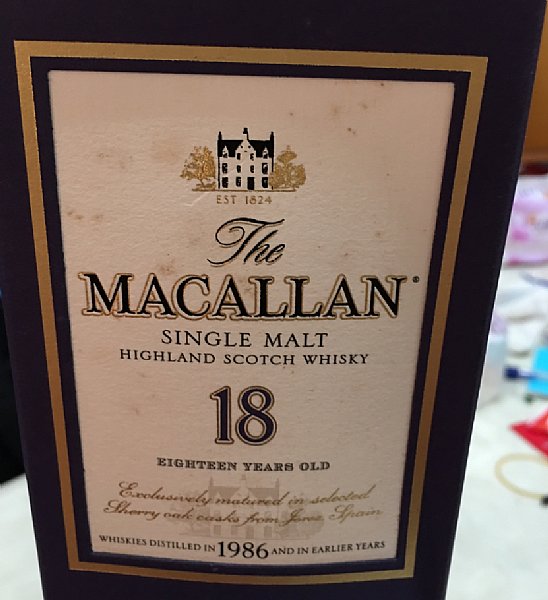 EST 1824
The
MACALLAN®
SINGLE MALT
HIGHLAND SCOTCH WHISKY
18
EIGHTEEN YEARS OLD
Exclusively matured in selected
Sherry oak casks from Jerez, Spain
WHISKIES DISTILLED IN 1986 AND IN EARLIER YEARS